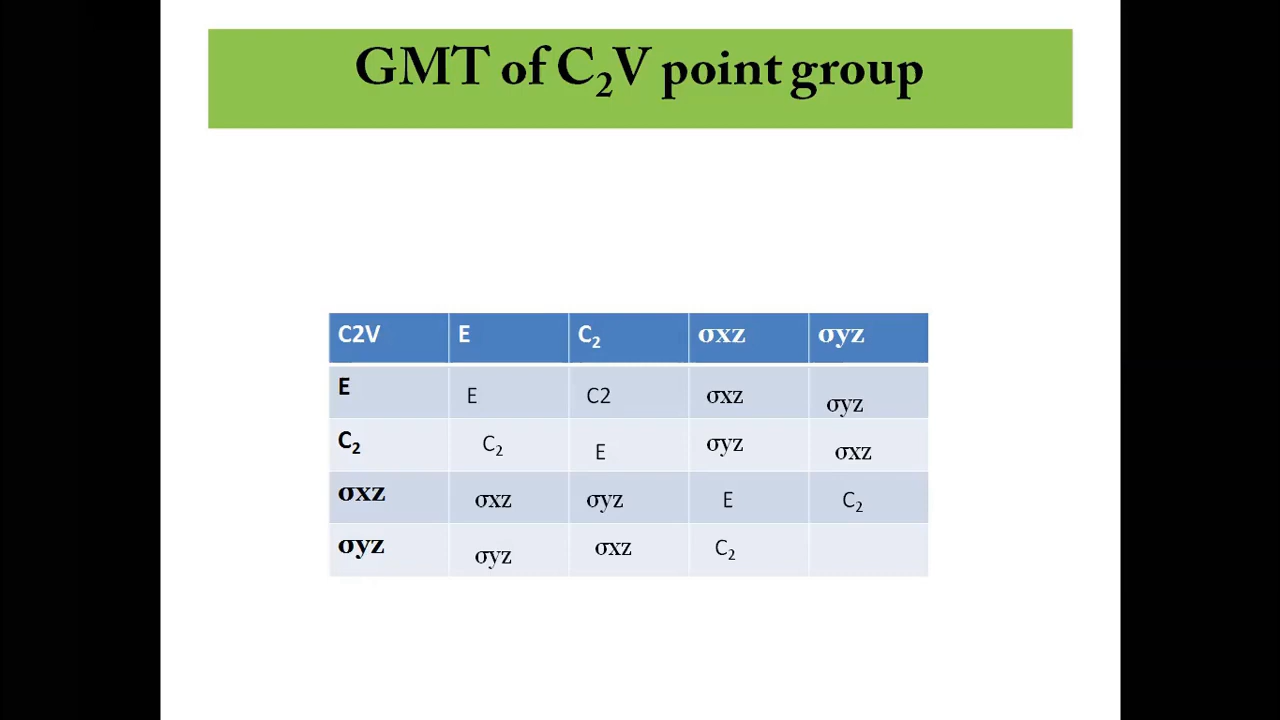 GMT of C₂V point group
C2V E C₂ σxz σyz
E E C2 σxz σyz
C₂ C₂ E σyz σxz
σxz σxz σyz E C₂
σyz σyz σxz C₂